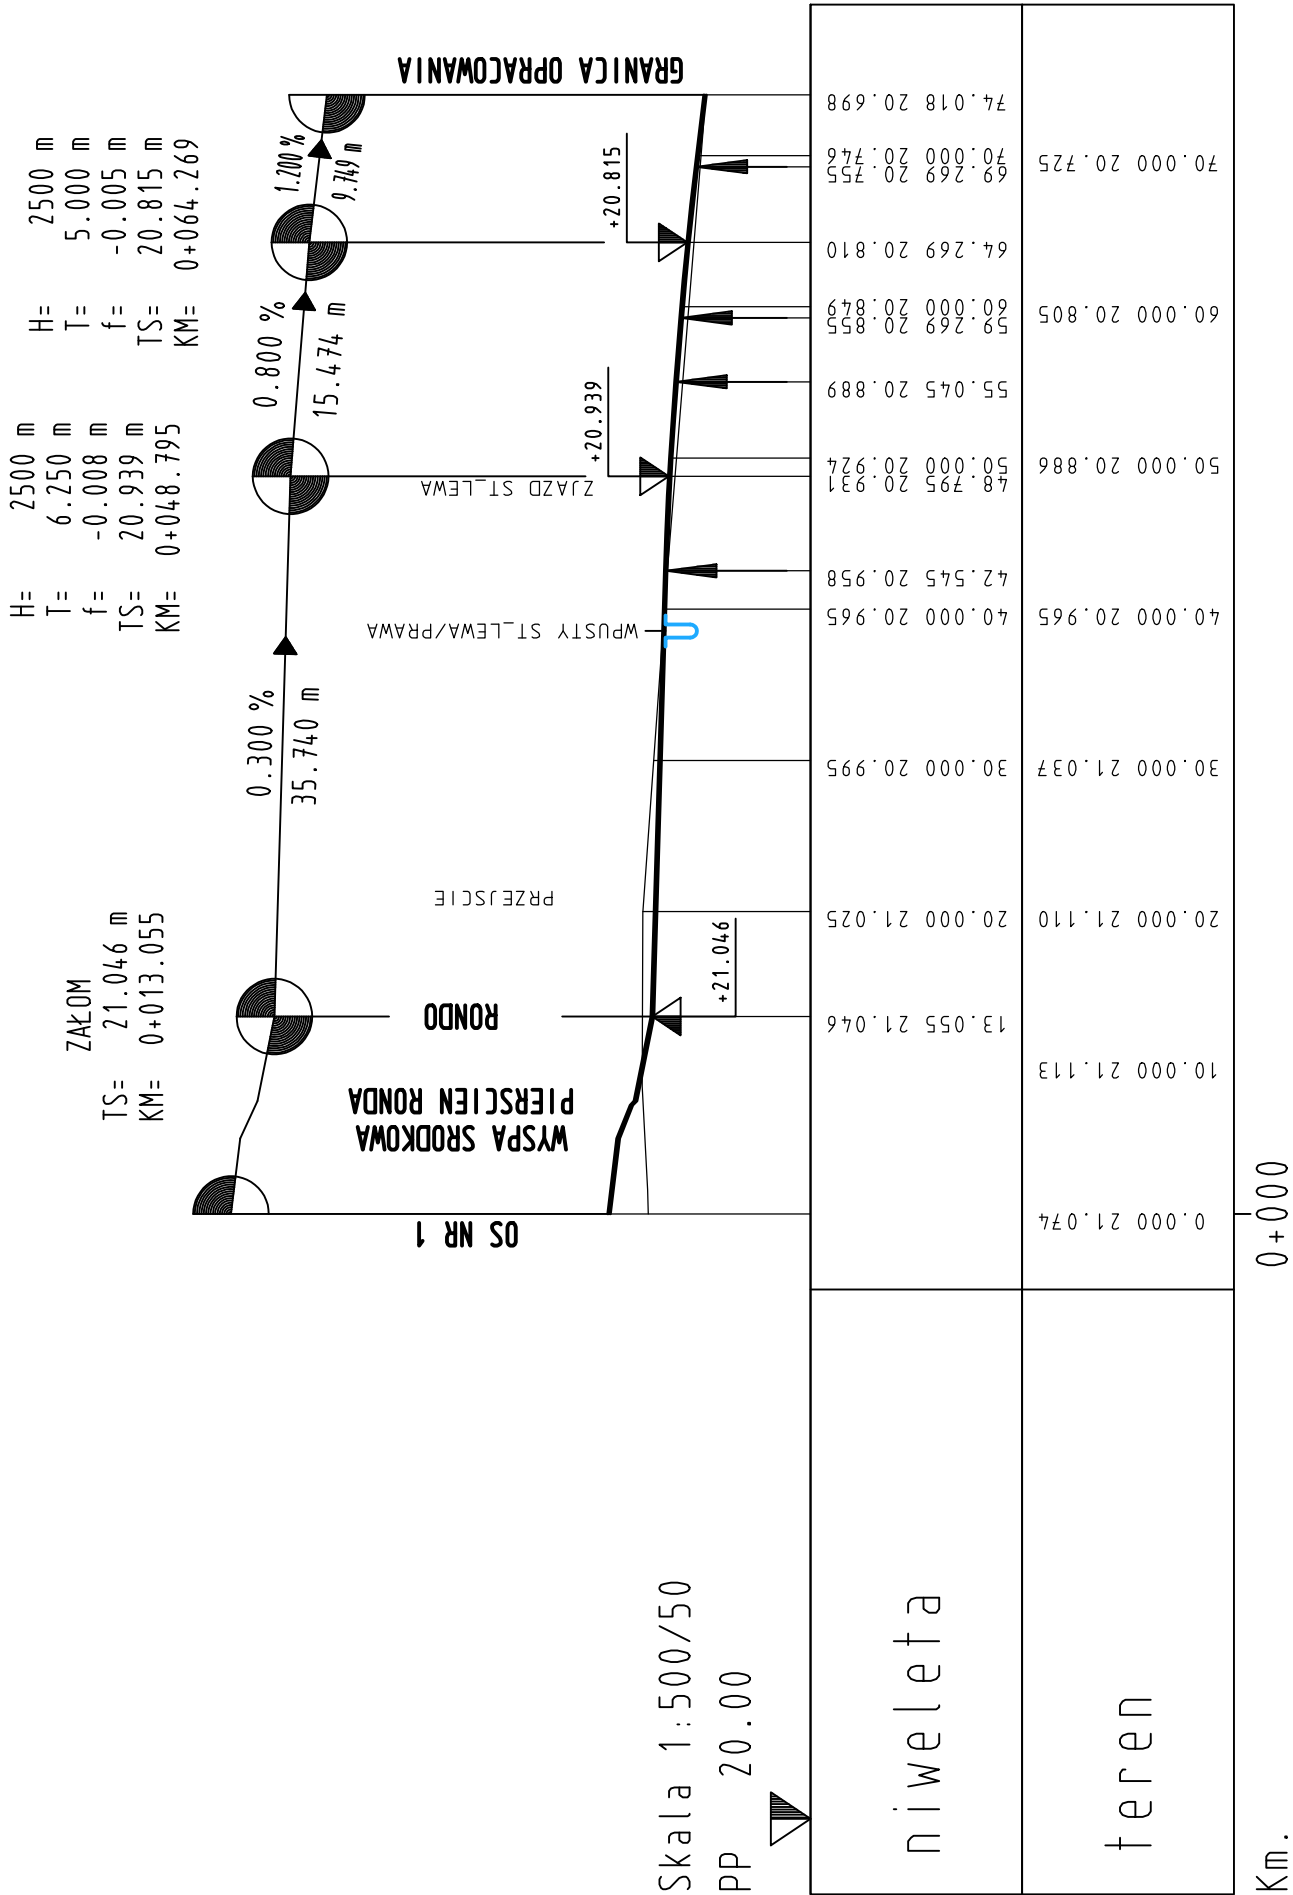 ZAŁOM
TS= 21.046 m
KM= 0+013.055
H= 2500 m
T= 6.250 m
f= -0.008 m
TS= 20.939 m
KM= 0+048.795
H= 2500 m
T= 5.000 m
f= -0.005 m
TS= 20.815 m
KM= 0+064.269
0.300 %
35.740 m
0.800 %
15.474 m
1.200 %
9.749 m
OS NR 1
WYSPA SRODKOWA
PIERSCIEN RONDA
RONDO
PRZEJSCIE
WPUSTY ST_LEWA/PRAWA
ZJAZD ST_LEWA
GRANICA OPRACOWANIA
+21.046
+20.939
+20.815
Skala 1:500/50
PP 20.00
niweleta
13.055 21.046
20.000 21.025
30.000 20.995
40.000 20.965
42.545 20.958
48.795 20.931
50.000 20.924
55.045 20.889
59.269 20.855
60.000 20.849
64.269 20.810
69.269 20.755
70.000 20.746
74.018 20.698
teren
0.000 21.074
10.000 21.113
20.000 21.110
30.000 21.037
40.000 20.965
50.000 20.886
60.000 20.805
70.000 20.725
Km.
0+000